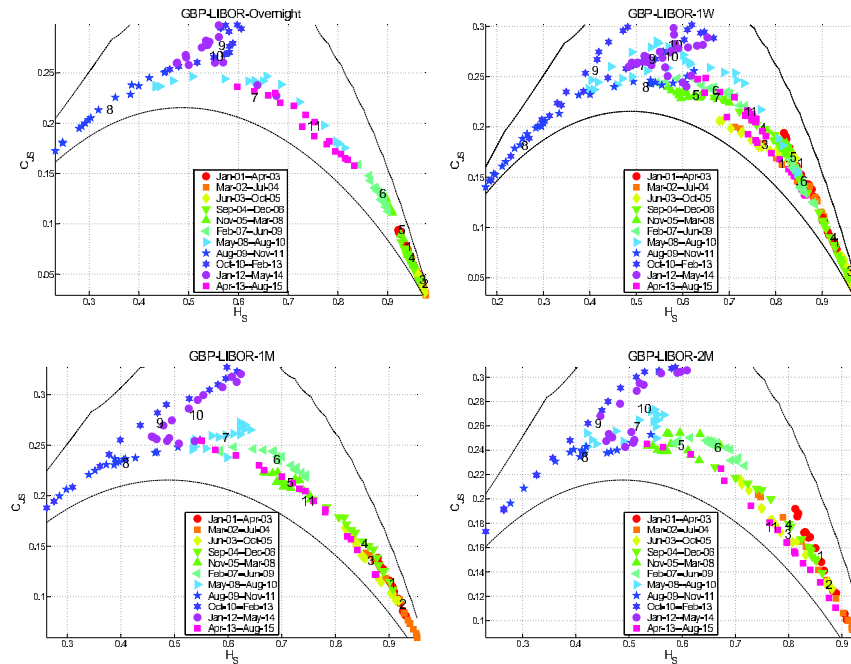 GBP-LIBOR-Overnight
0.25
0.2
0.15
0.1
0.05
C_JS
0.3 0.4 0.5 0.6 0.7 0.8 0.9
H_S
8
9
10
7
11
6
5
1
4
3
2
Jan-01--Apr-03
Mar-02--Jul-04
Jun-03--Oct-05
Sep-04--Dec-06
Nov-05--Mar-08
Feb-07--Jun-09
May-08--Aug-10
Aug-09--Nov-11
Oct-10--Feb-13
Jan-12--May-14
Apr-13--Aug-15
GBP-LIBOR-1W
0.3
0.25
0.2
0.15
0.1
0.05
C_JS
0.2 0.3 0.4 0.5 0.6 0.7 0.8 0.9
H_S
8
9
9
10
10
7
8
5
6
7
11
4
3
1.5
1
6
4
3
Jan-01--Apr-03
Mar-02--Jul-04
Jun-03--Oct-05
Sep-04--Dec-06
Nov-05--Mar-08
Feb-07--Jun-09
May-08--Aug-10
Aug-09--Nov-11
Oct-10--Feb-13
Jan-12--May-14
Apr-13--Aug-15
GBP-LIBOR-1M
0.3
0.25
0.2
0.15
0.1
C_JS
0.3 0.4 0.5 0.6 0.7 0.8 0.9
H_S
9
10
8
7
6
5
11
4
3
1
2
Jan-01--Apr-03
Mar-02--Jul-04
Jun-03--Oct-05
Sep-04--Dec-06
Nov-05--Mar-08
Feb-07--Jun-09
May-08--Aug-10
Aug-09--Nov-11
Oct-10--Feb-13
Jan-12--May-14
Apr-13--Aug-15
GBP-LIBOR-2M
0.3
0.28
0.26
0.24
0.22
0.2
0.18
0.16
0.14
0.12
0.1
C_JS
0.3 0.4 0.5 0.6 0.7 0.8 0.9
H_S
9
10
8
7
5
6
11
4
3
1
2
Jan-01--Apr-03
Mar-02--Jul-04
Jun-03--Oct-05
Sep-04--Dec-06
Nov-05--Mar-08
Feb-07--Jun-09
May-08--Aug-10
Aug-09--Nov-11
Oct-10--Feb-13
Jan-12--May-14
Apr-13--Aug-15